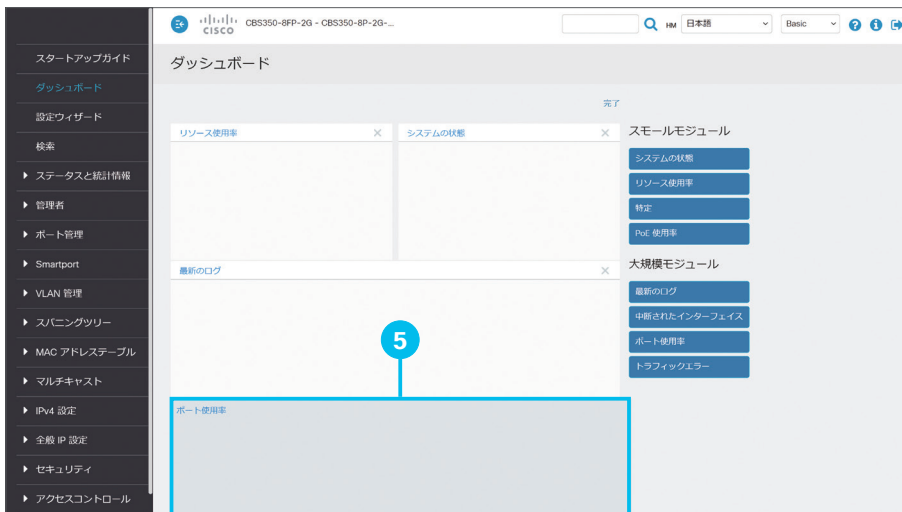 CISCO
CBS350-8FP-2G - CBS350-8P-2G-...
HM
日本語
Basic
スタートアップガイド
ダッシュボード
設定ウィザード
検索
ステータスと統計情報
管理者
ポート管理
Smartport
VLAN 管理
スパニングツリー
MAC アドレステーブル
マルチキャスト
IPv4 設定
全般 IP 設定
セキュリティ
アクセスコントロール
ダッシュボード
完了
リソース使用率
システムの状態
最新のログ
5
ポート使用率
スモールモジュール
システムの状態
リソース使用率
特定
PoE 使用率
大規模モジュール
最新のログ
中断されたインターフェイス
ポート使用率
トラフィックエラー